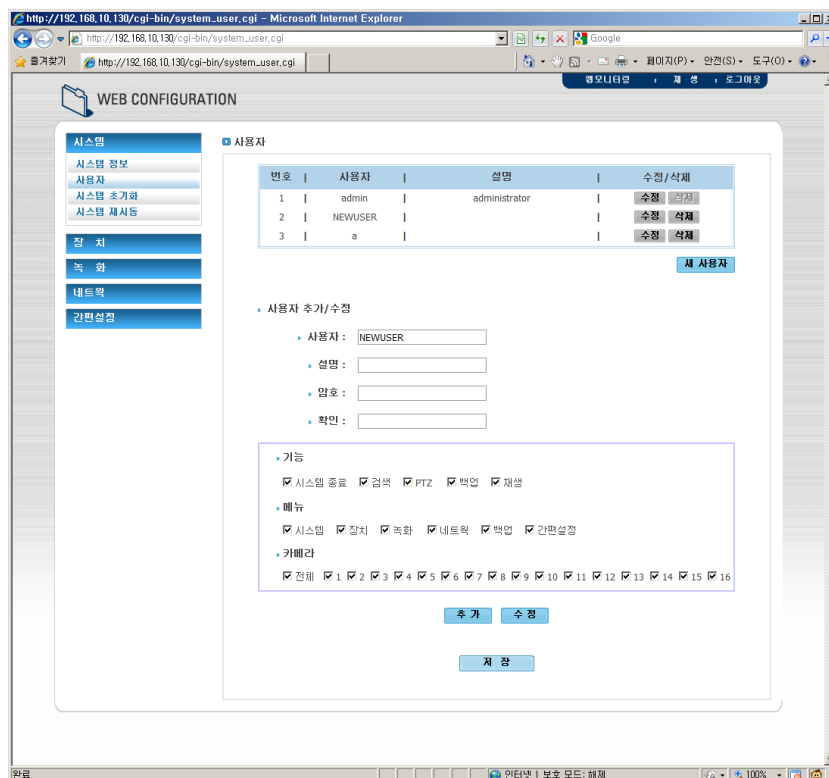 http://192.168.10.130/cgi-bin/system_user.cgi - Microsoft Internet Explorer
http://192.168.10.130/cgi-bin/system_user.cgi
Google
즐겨찾기 http://192.168.10.130/cgi-bin/system_user.cgi 페이지(P) 안전(S) 도구(O)
웹모니터링 재 생 로그아웃
WEB CONFIGURATION
시스템
시스템 정보
사용자
시스템 초기화
시스템 재시동
장 치
녹 화
네트웍
간편설정
사용자
번호 | 사용자 | 설명 | 수정/삭제
1 | admin | administrator | 수정 삭제
2 | NEWUSER | | 수정 삭제
3 | a | | 수정 삭제
새 사용자
사용자 추가/수정
사용자 : NEWUSER
설명 :
암호 :
확인 :
기능
시스템 종료 검색 PTZ 백업 재생
메뉴
시스템 장치 녹화 네트웍 백업 간편설정
카메라
전체 1 2 3 4 5 6 7 8 9 10 11 12 13 14 15 16
추 가 수 정
저 장
완료 인터넷 | 보호 모드: 해제 100%